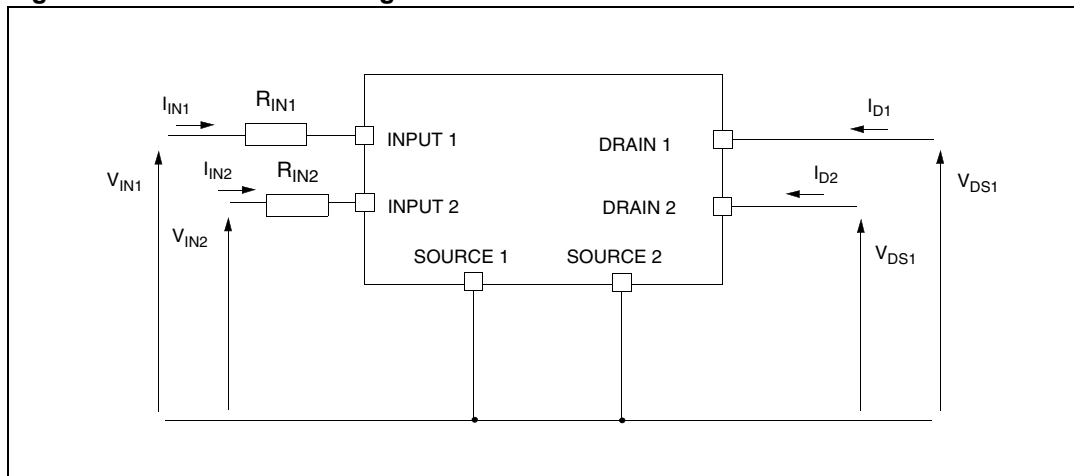 I_IN1
R_IN1
I_D1
INPUT 1
DRAIN 1
V_IN1
I_IN2
R_IN2
I_D2
V_DS1
INPUT 2
DRAIN 2
V_IN2
V_DS1
SOURCE 1
SOURCE 2